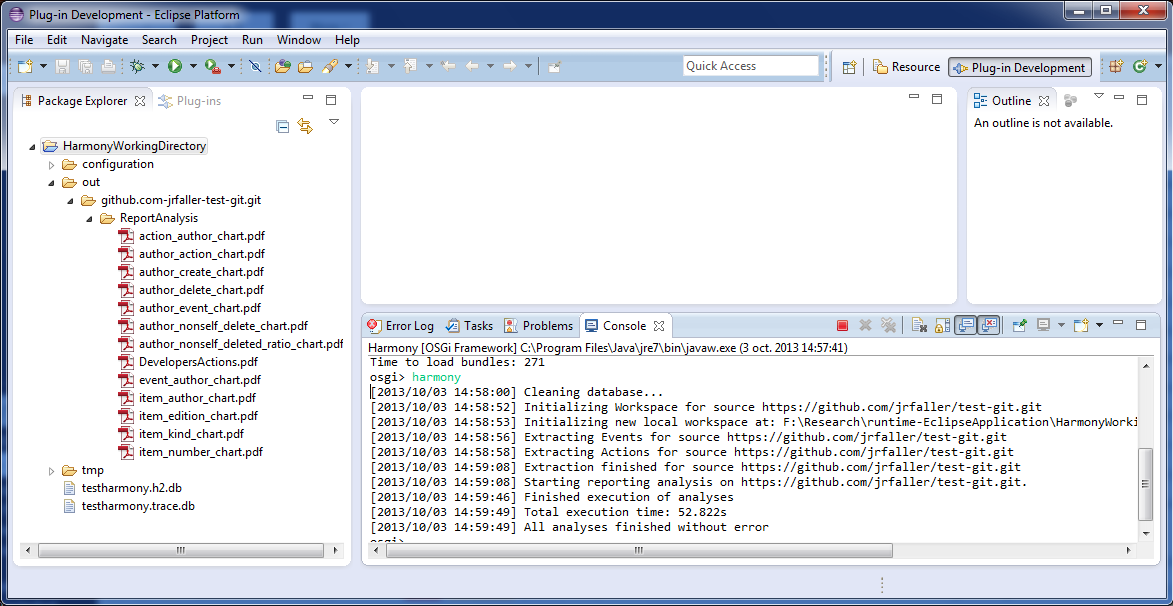 Plug-in Development - Eclipse Platform
File Edit Navigate Search Project Run Window Help
Quick Access
Resource
Plug-in Development
Package Explorer
Plug-ins
HarmonyWorkingDirectory
configuration
out
github.com-jrfaller-test-git.git
ReportAnalysis
action_author_chart.pdf
author_action_chart.pdf
author_create_chart.pdf
author_delete_chart.pdf
author_event_chart.pdf
author_nonself_delete_chart.pdf
author_nonself_deleted_ratio_chart.pdf
DevelopersActions.pdf
event_author_chart.pdf
item_author_chart.pdf
item_edition_chart.pdf
item_kind_chart.pdf
item_number_chart.pdf
tmp
testharmony.h2.db
testharmony.trace.db
Outline
An outline is not available.
Error Log Tasks Problems Console
Harmony [OSGi Framework] C:\Program Files\Java\jre7\bin\javaw.exe (3 oct. 2013 14:57:41)
Time to load bundles: 271
osgi> harmony
[2013/10/03 14:58:00] Cleaning database...
[2013/10/03 14:58:52] Initializing Workspace for source https://github.com/jrfaller/test-git.git
[2013/10/03 14:58:53] Initializing new local workspace at: F:\Research\runtime-EclipseApplication\HarmonyWorki
[2013/10/03 14:58:56] Extracting Events for source https://github.com/jrfaller/test-git.git
[2013/10/03 14:58:58] Extracting Actions for source https://github.com/jrfaller/test-git.git
[2013/10/03 14:59:08] Extraction finished for source https://github.com/jrfaller/test-git.git
[2013/10/03 14:59:08] Starting reporting analysis on https://github.com/jrfaller/test-git.git.
[2013/10/03 14:59:46] Finished execution of analyses
[2013/10/03 14:59:49] Total execution time: 52.822s
[2013/10/03 14:59:49] All analyses finished without error
osgi>